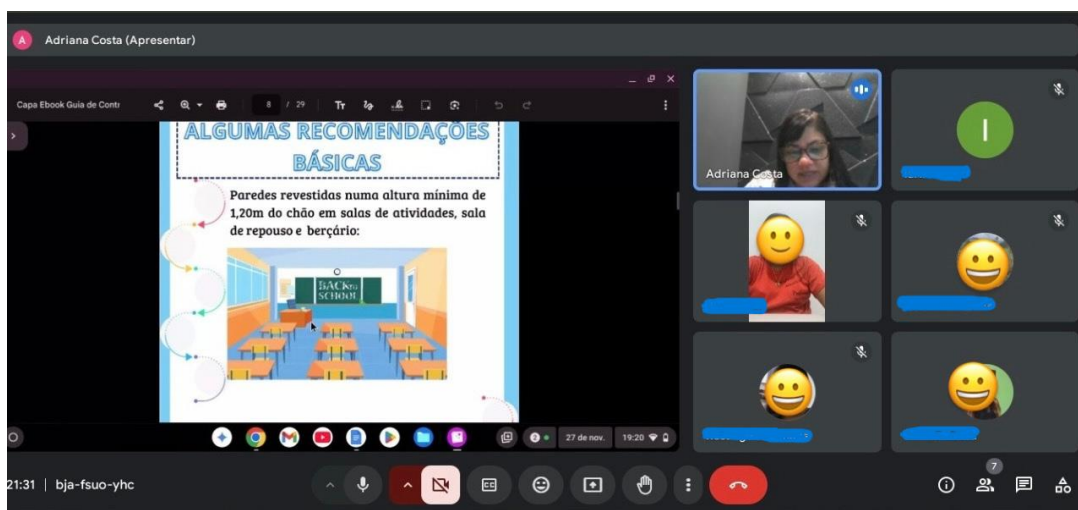 A
Adriana Costa (Apresentar)
Capa Ebook Guia de Contr
8 / 29
ALGUMAS RECOMENDAÇÕES
BÁSICAS
Paredes revestidas numa altura mínima de
1,20m do chão em salas de atividades, sala
de repouso e berçário:
BACK TO
SCHOOL
27 de nov.
19:20
Adriana Costa
I
21:31 | bja-fsuo-yhc
7